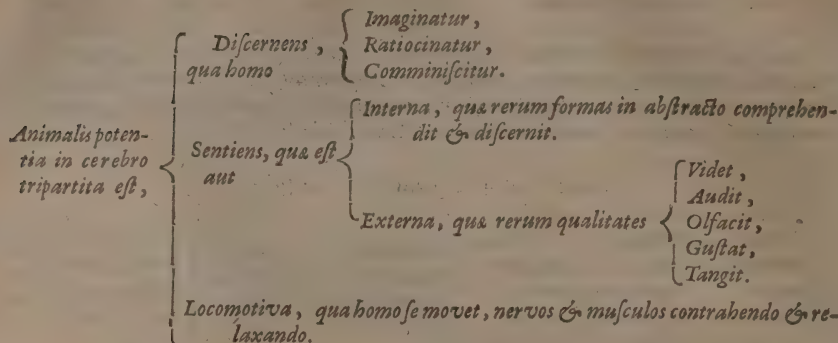 Animalis poten-
tia in cerebro
tripartita est,
Diſcernens,
qua homo
Imaginatur,
Ratiocinatur,
Comminiſcitur.
Sentiens, quæ eſt
aut
Interna, quæ rerum formas in abſtracto comprehen-
dit & diſcernit.
Externa, quæ rerum qualitates
Videt,
Audit,
Olfacit,
Guſtat,
Tangit.
Locomotiva, qua homo ſe movet, nervos & muſculos contrahendo & re-
laxando.